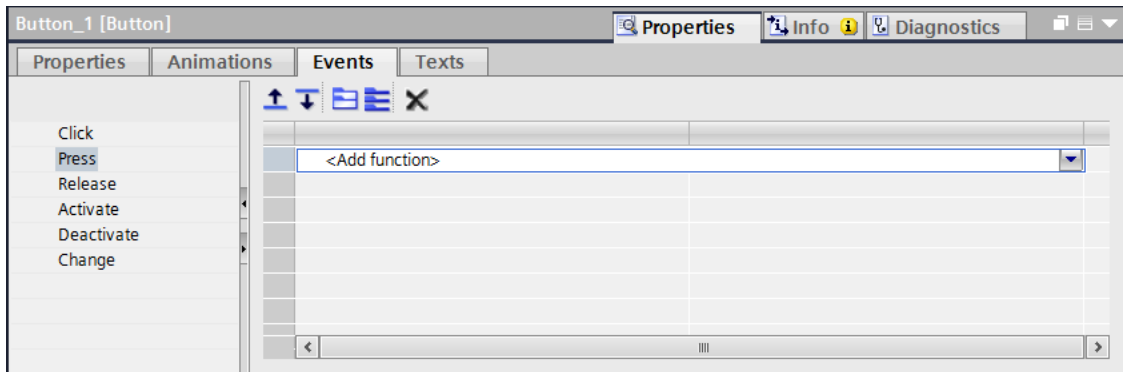 Button_1 [Button]
Properties Info Diagnostics
Properties Animations Events Texts
Click
Press
Release
Activate
Deactivate
Change
<Add function>